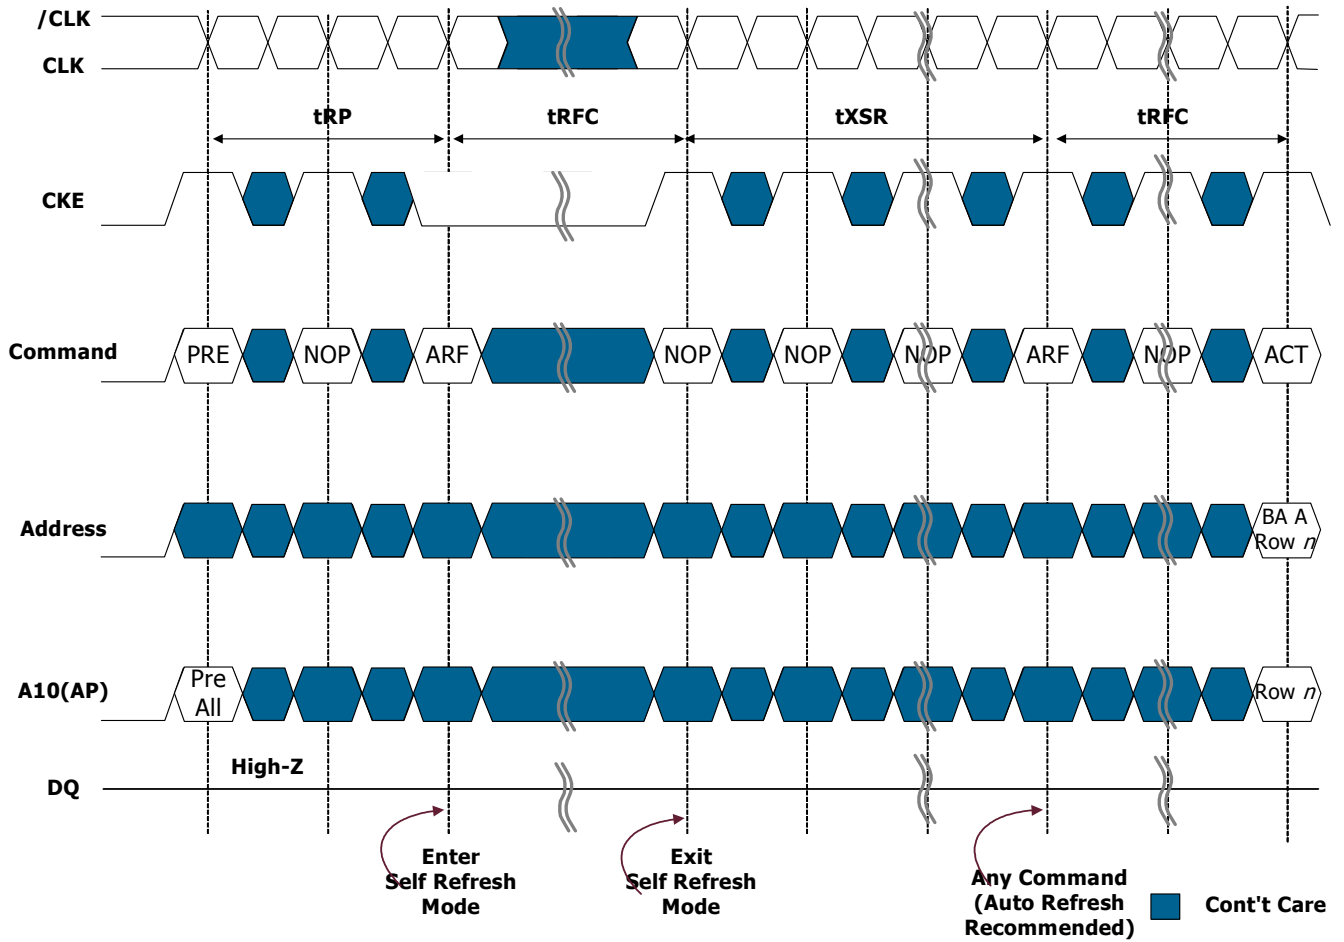 /CLK
CLK
tRP
tRFC
tXSR
tRFC
CKE
Command
PRE
NOP
ARF
NOP
NOP
NOP
ARF
NOP
ACT
Address
BA A
Row n
A10(AP)
Pre
All
Row n
High-Z
DQ
Enter
Self Refresh
Mode
Exit
Self Refresh
Mode
Any Command
(Auto Refresh
Recommended)
Cont't Care